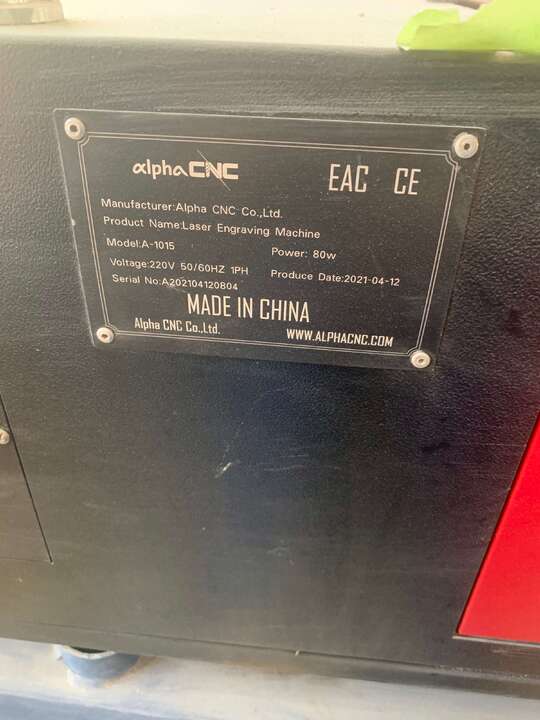 alphaCNC EAC CE
Manufacturer:Alpha CNC Co.,Ltd.
Product Name:Laser Engraving Machine
Model:A-1015 Power: 80w
Voltage:220V 50/60HZ 1PH Produce Date:2021-04-12
Serial No:A202104120804
MADE IN CHINA
Alpha CNC Co.,Ltd. WWW.ALPHACNC.COM